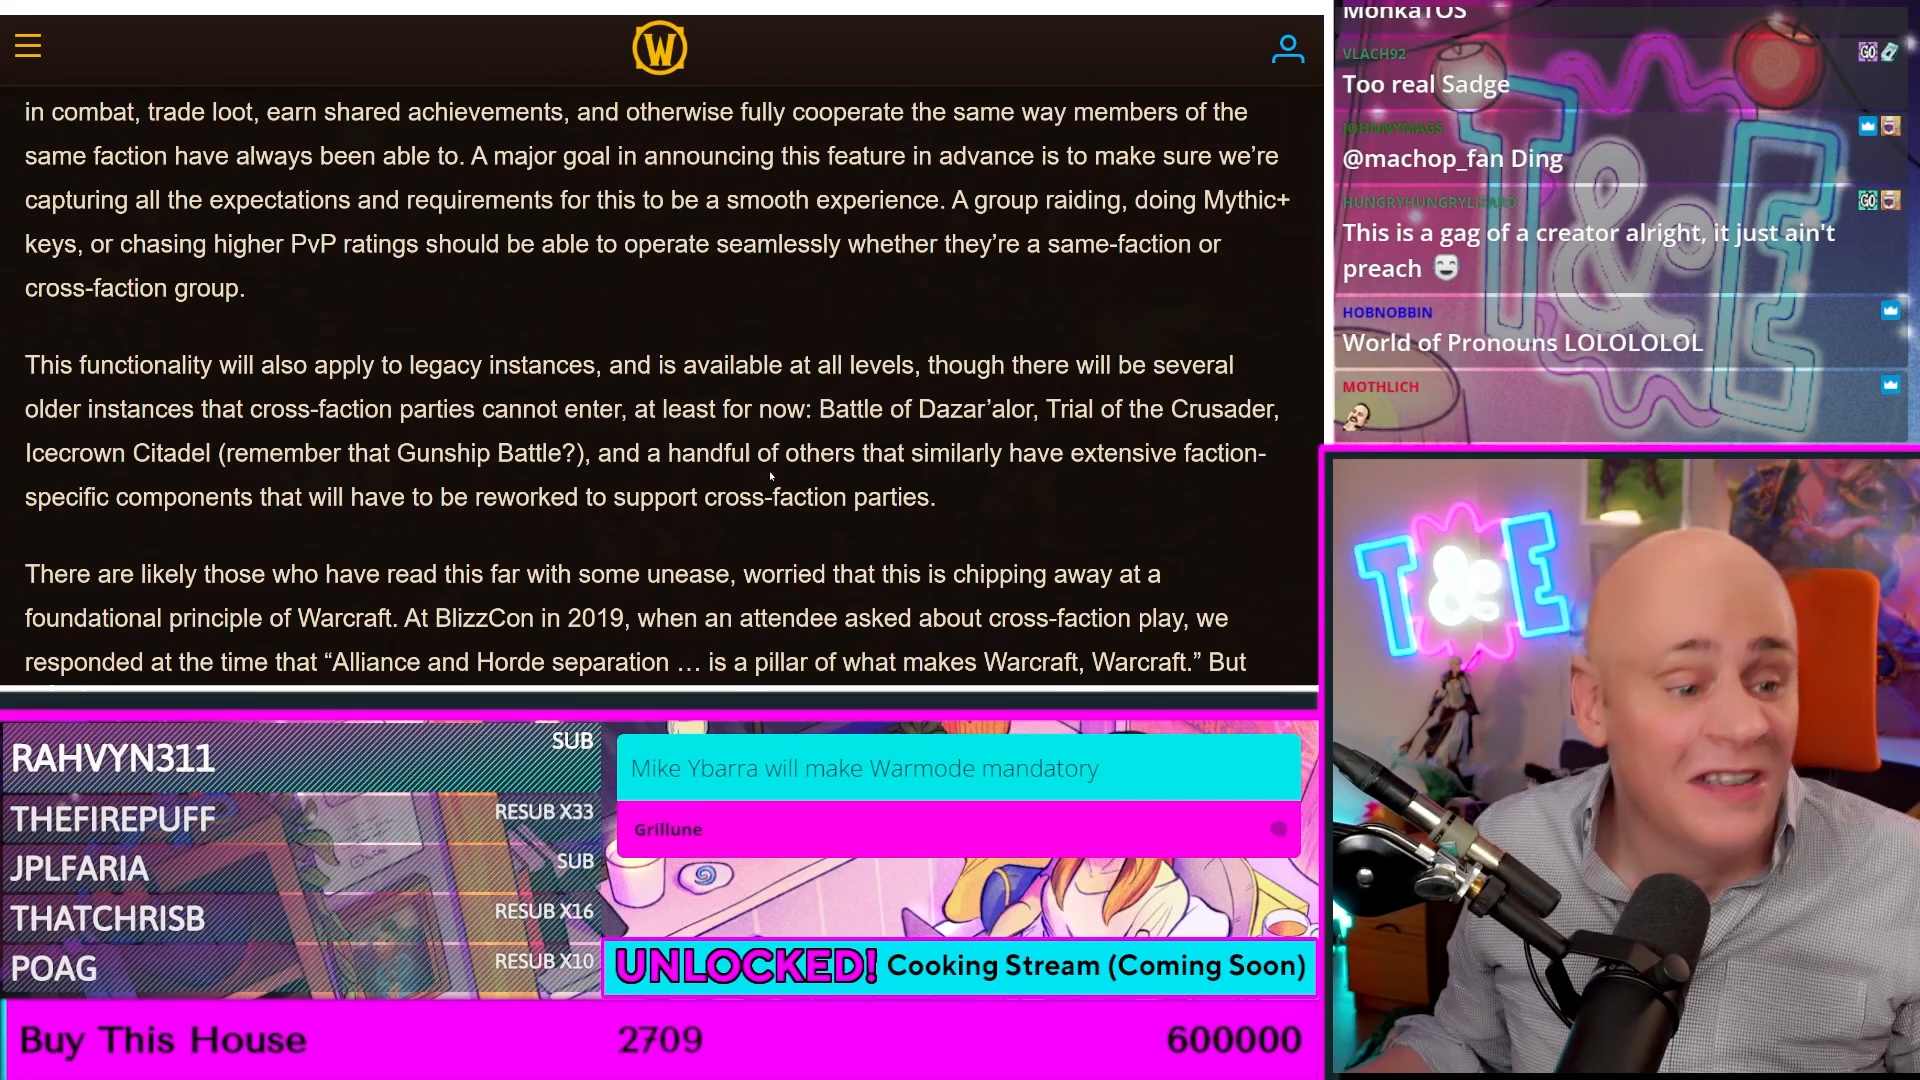 W
in combat, trade loot, earn shared achievements, and otherwise fully cooperate the same way members of the
same faction have always been able to. A major goal in announcing this feature in advance is to make sure we’re
capturing all the expectations and requirements for this to be a smooth experience. A group raiding, doing Mythic+
keys, or chasing higher PvP ratings should be able to operate seamlessly whether they’re a same-faction or
cross-faction group.
This functionality will also apply to legacy instances, and is available at all levels, though there will be several
older instances that cross-faction parties cannot enter, at least for now: Battle of Dazar’alor, Trial of the Crusader,
Icecrown Citadel (remember that Gunship Battle?), and a handful of others that similarly have extensive faction-
specific components that will have to be reworked to support cross-faction parties.
There are likely those who have read this far with some unease, worried that this is chipping away at a
foundational principle of Warcraft. At BlizzCon in 2019, when an attendee asked about cross-faction play, we
responded at the time that “Alliance and Horde separation … is a pillar of what makes Warcraft, Warcraft.” But
MonkaTOS
VLACH92 GO
Too real Sadge
JOHNNYMAGS
@machop_fan Ding
HUNGRYHUNGRYLIZARD GO
This is a gag of a creator alright, it just ain't
preach
HOBNOBBIN
World of Pronouns LOLOLOLOL
MOTHLICH
T&E
T&E
RAHVYN311 SUB
THEFIREPUFF RESUB X33
JPLFARIA SUB
THATCHRISB RESUB X16
POAG RESUB X10
Mike Ybarra will make Warmode mandatory
Grillune
UNLOCKED! Cooking Stream (Coming Soon)
Buy This House 2709 600000